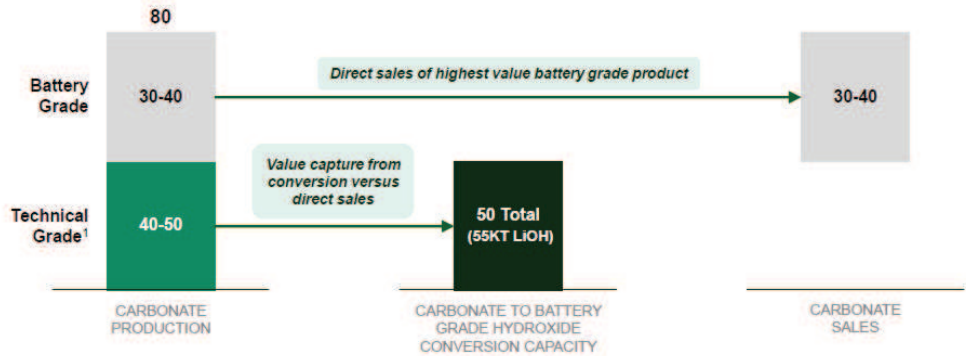 80
Battery
Grade
30-40
Direct sales of highest value battery grade product
30-40
Value capture from
conversion versus
direct sales
Technical
Grade¹
40-50
50 Total
(55KT LiOH)
CARBONATE
PRODUCTION
CARBONATE TO BATTERY
GRADE HYDROXIDE
CONVERSION CAPACITY
CARBONATE
SALES